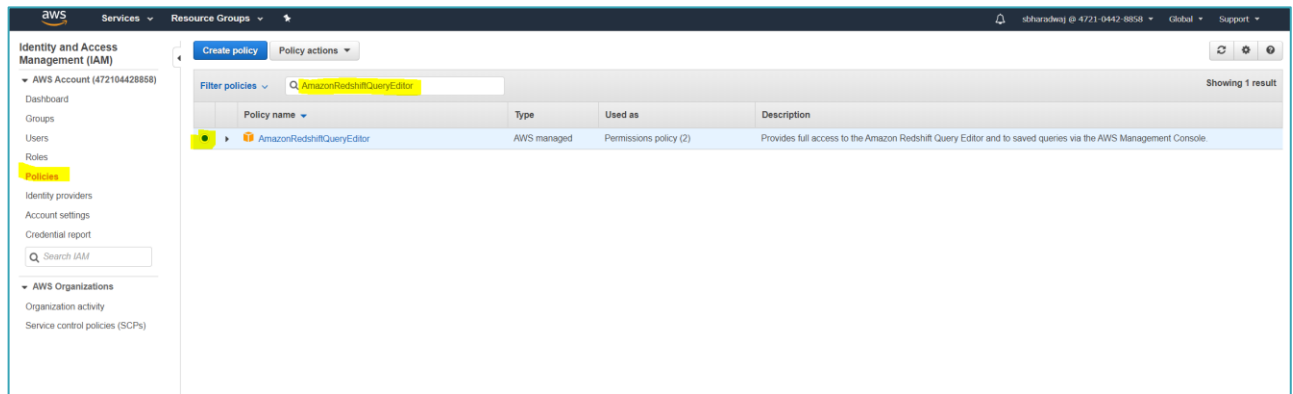 aws Services Resource Groups sbharadwaj @ 4721-0442-8858 Global Support
Identity and Access
Management (IAM)
AWS Account (472104428858)
Dashboard
Groups
Users
Roles
Policies
Identity providers
Account settings
Credential report
Search IAM
AWS Organizations
Organization activity
Service control policies (SCPs)
Create policy Policy actions
Filter policies AmazonRedshiftQueryEditor Showing 1 result
Policy name Type Used as Description
AmazonRedshiftQueryEditor AWS managed Permissions policy (2) Provides full access to the Amazon Redshift Query Editor and to saved queries via the AWS Management Console.